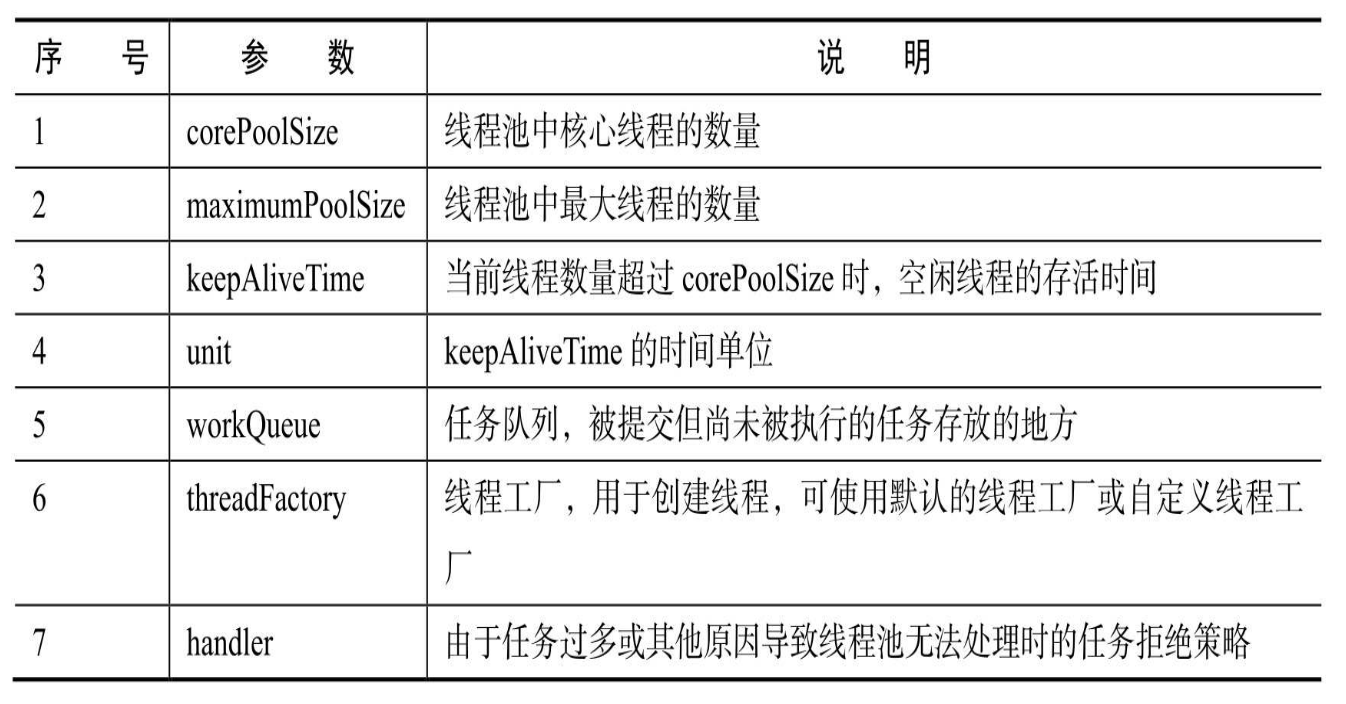 序 号 参 数 说 明
1 corePoolSize 线程池中核心线程的数量
2 maximumPoolSize 线程池中最大线程的数量
3 keepAliveTime 当前线程数量超过 corePoolSize 时，空闲线程的存活时间
4 unit keepAliveTime 的时间单位
5 workQueue 任务队列，被提交但尚未被执行的任务存放的地方
6 threadFactory 线程工厂，用于创建线程，可使用默认的线程工厂或自定义线程工
厂
7 handler 由于任务过多或其他原因导致线程池无法处理时的任务拒绝策略